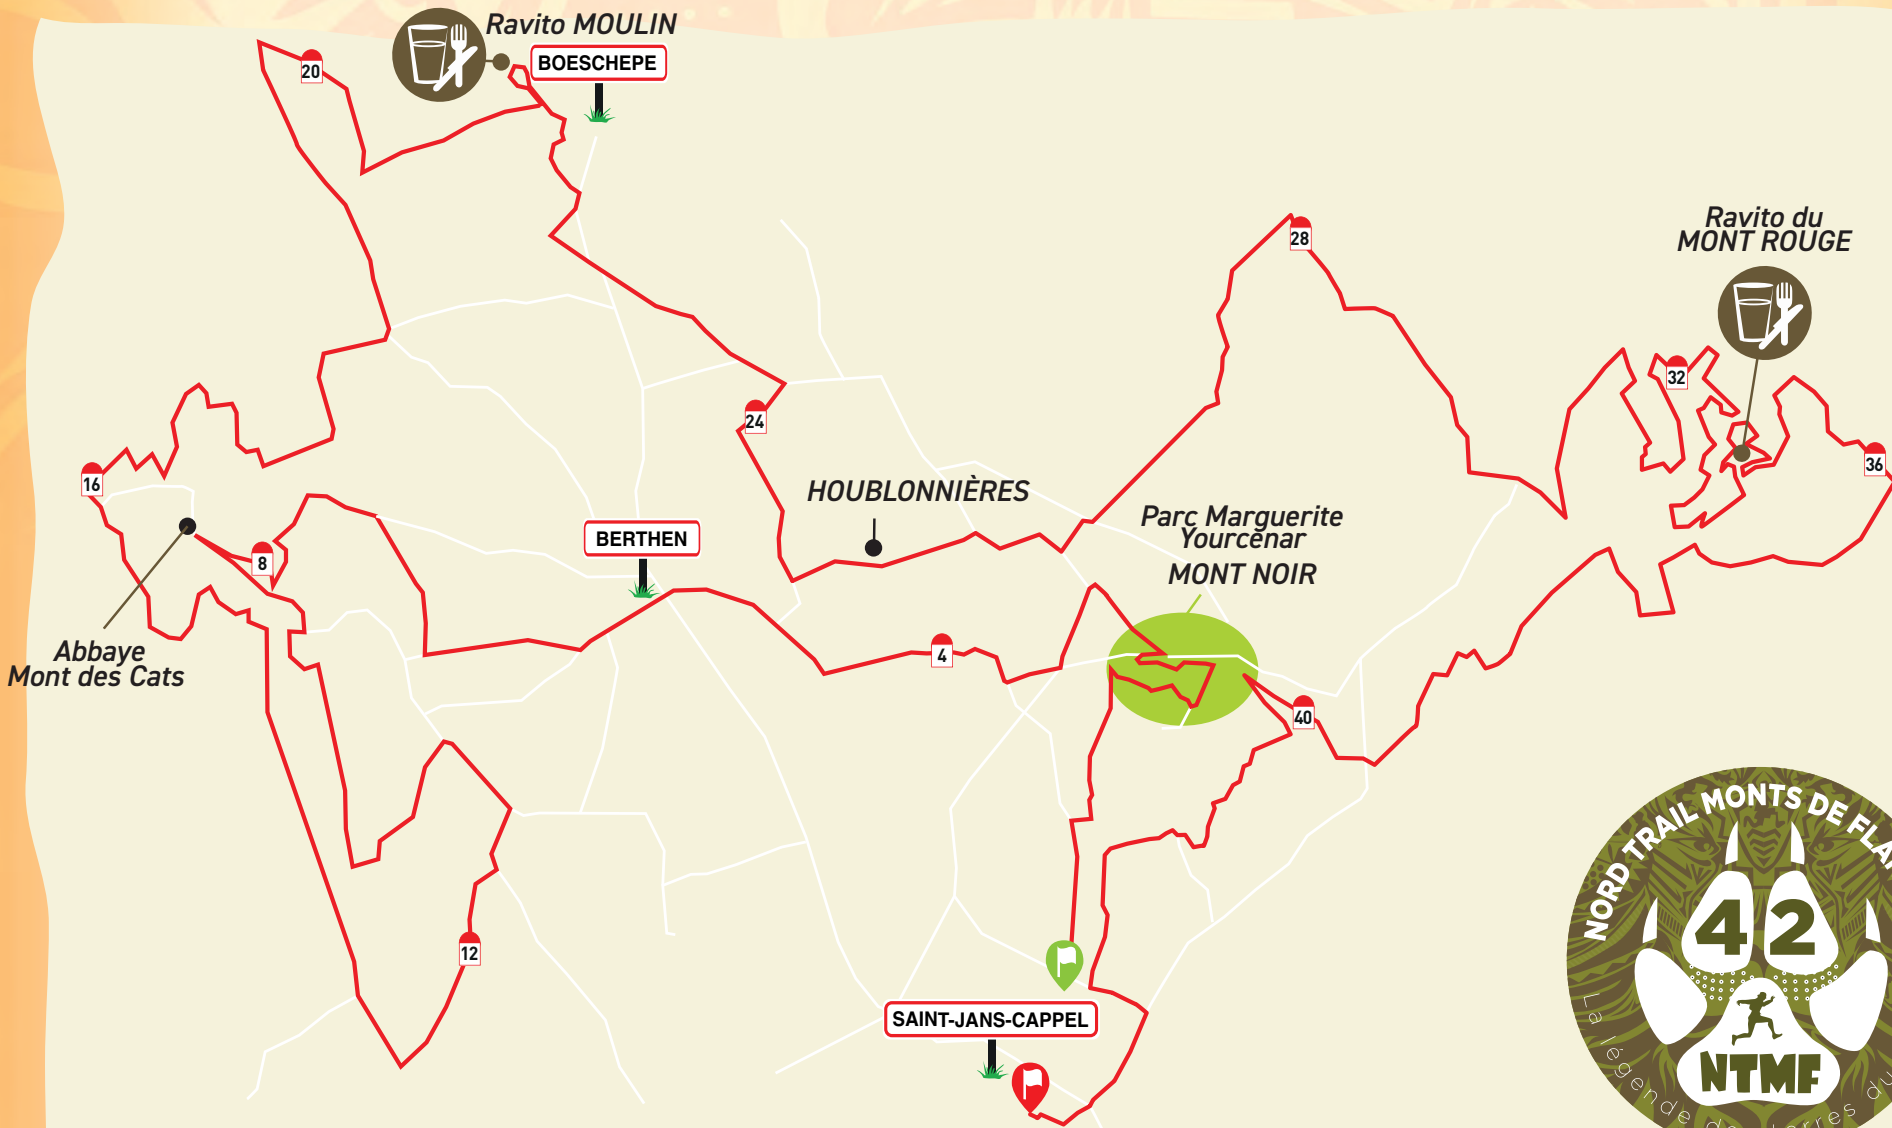 Ravito MOULIN
BOESCHEPE
20
Ravito du
MONT ROUGE
28
32
36
24
16
HOUBLONNIÈRES
Parc Marguerite
Yourcenar
MONT NOIR
BERTHEN
8
4
Abbaye
Mont des Cats
40
12
SAINT-JANS-CAPPEL
NORD TRAIL MONTS DE
42
NTMF
La légende